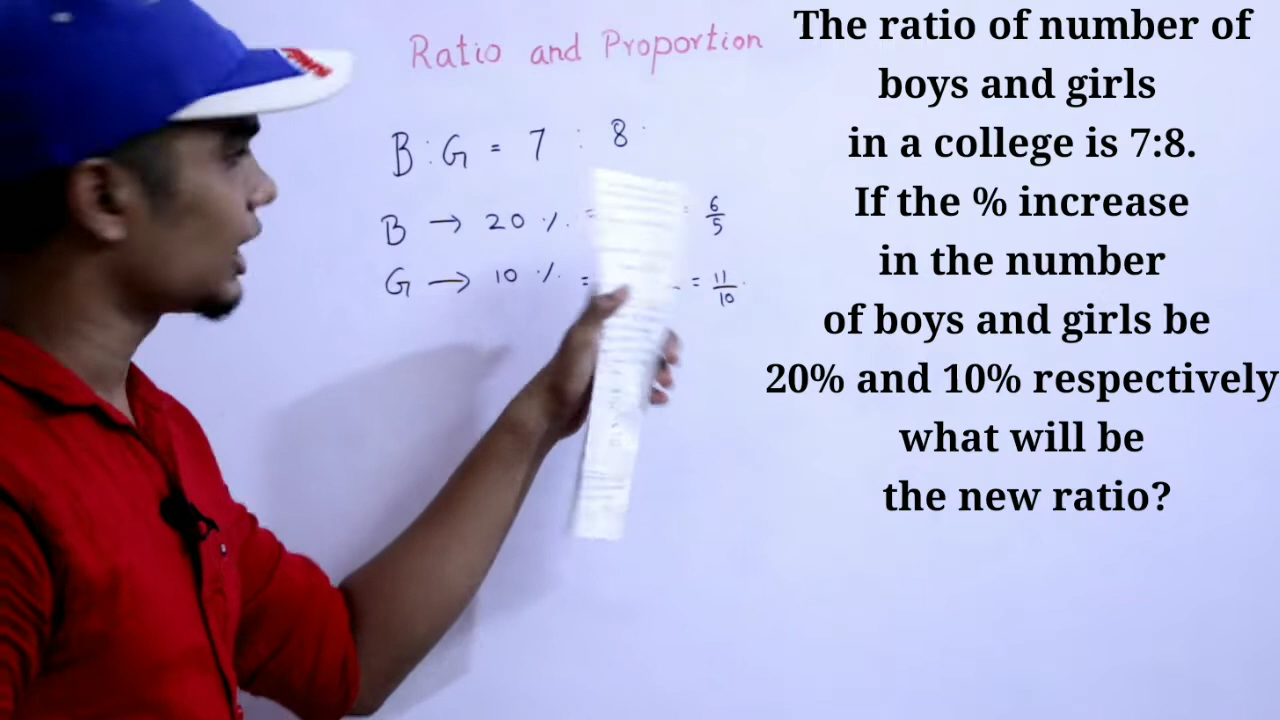 Ratio and Proportion
B : G = 7 : 8
B → 20 % = = 6/5
G → 10 % = = 11/10
The ratio of number of
boys and girls
in a college is 7:8.
If the % increase
in the number
of boys and girls be
20% and 10% respectively
what will be
the new ratio?